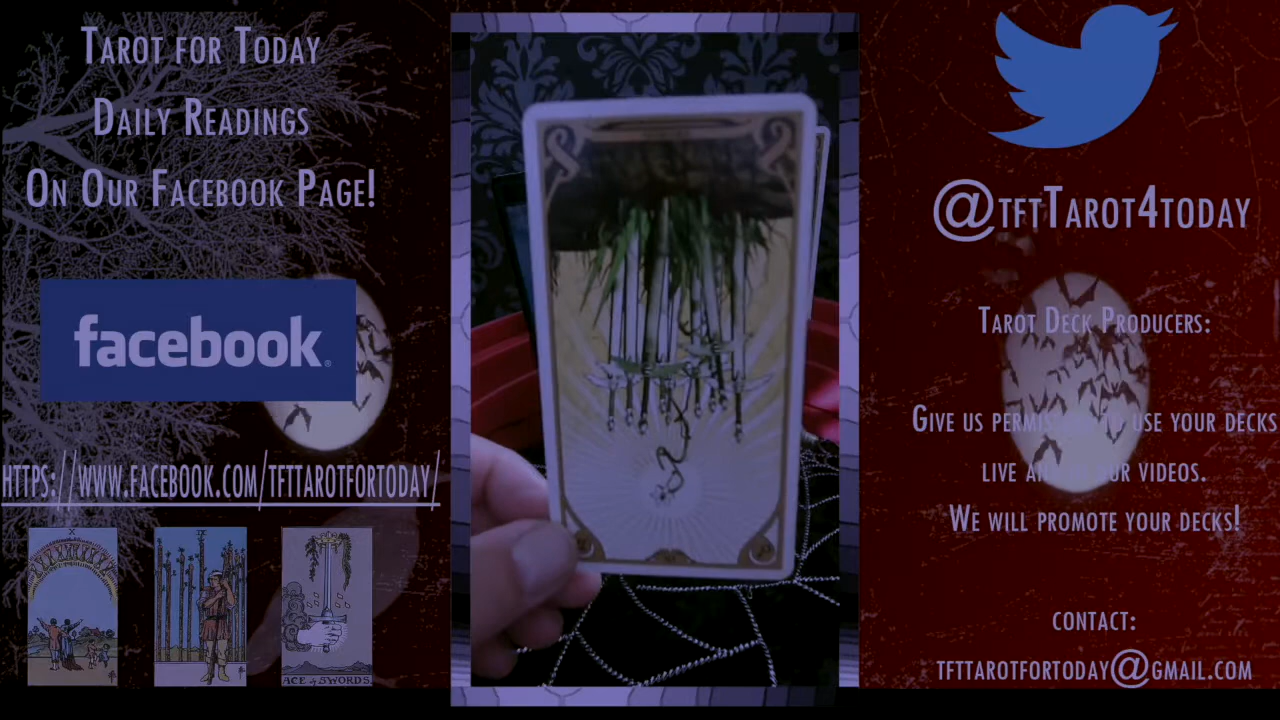 Tarot for Today
Daily Readings
On Our Facebook Page!
facebook®
https://www.facebook.com/tfttarotfortoday/
X
ACE of SWORDS.
@tftTarot4today
Tarot Deck Producers:
Give us to use your decks
live our videos.
We will promote your decks!
contact:
tfttarotfortoday@gmail.com